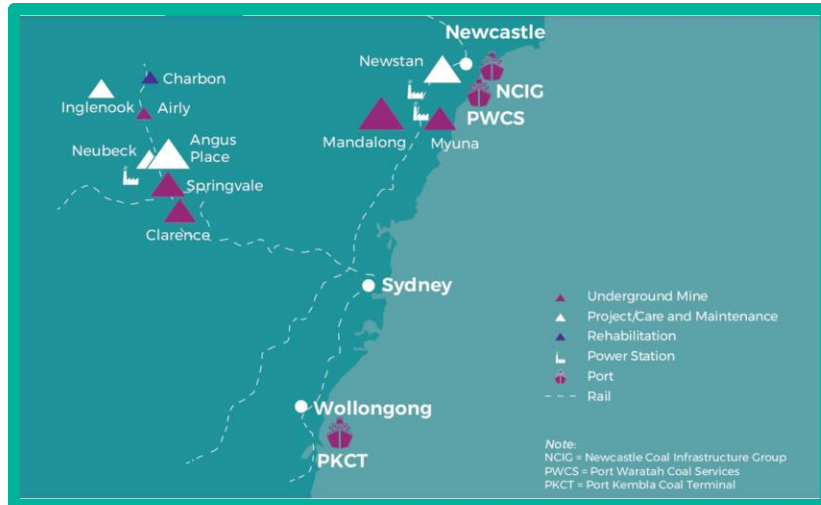 Newcastle
Newstan
NCIG
PWCS
Charbon
Inglenook
Airly
Mandalong
Myuna
Neubeck
Angus
Place
Springvale
Clarence
Sydney
Wollongong
PKCT
Underground Mine
Project/Care and Maintenance
Rehabilitation
Power Station
Port
Rail
Note:
NCIG = Newcastle Coal Infrastructure Group
PWCS = Port Waratah Coal Services
PKCT = Port Kembla Coal Terminal